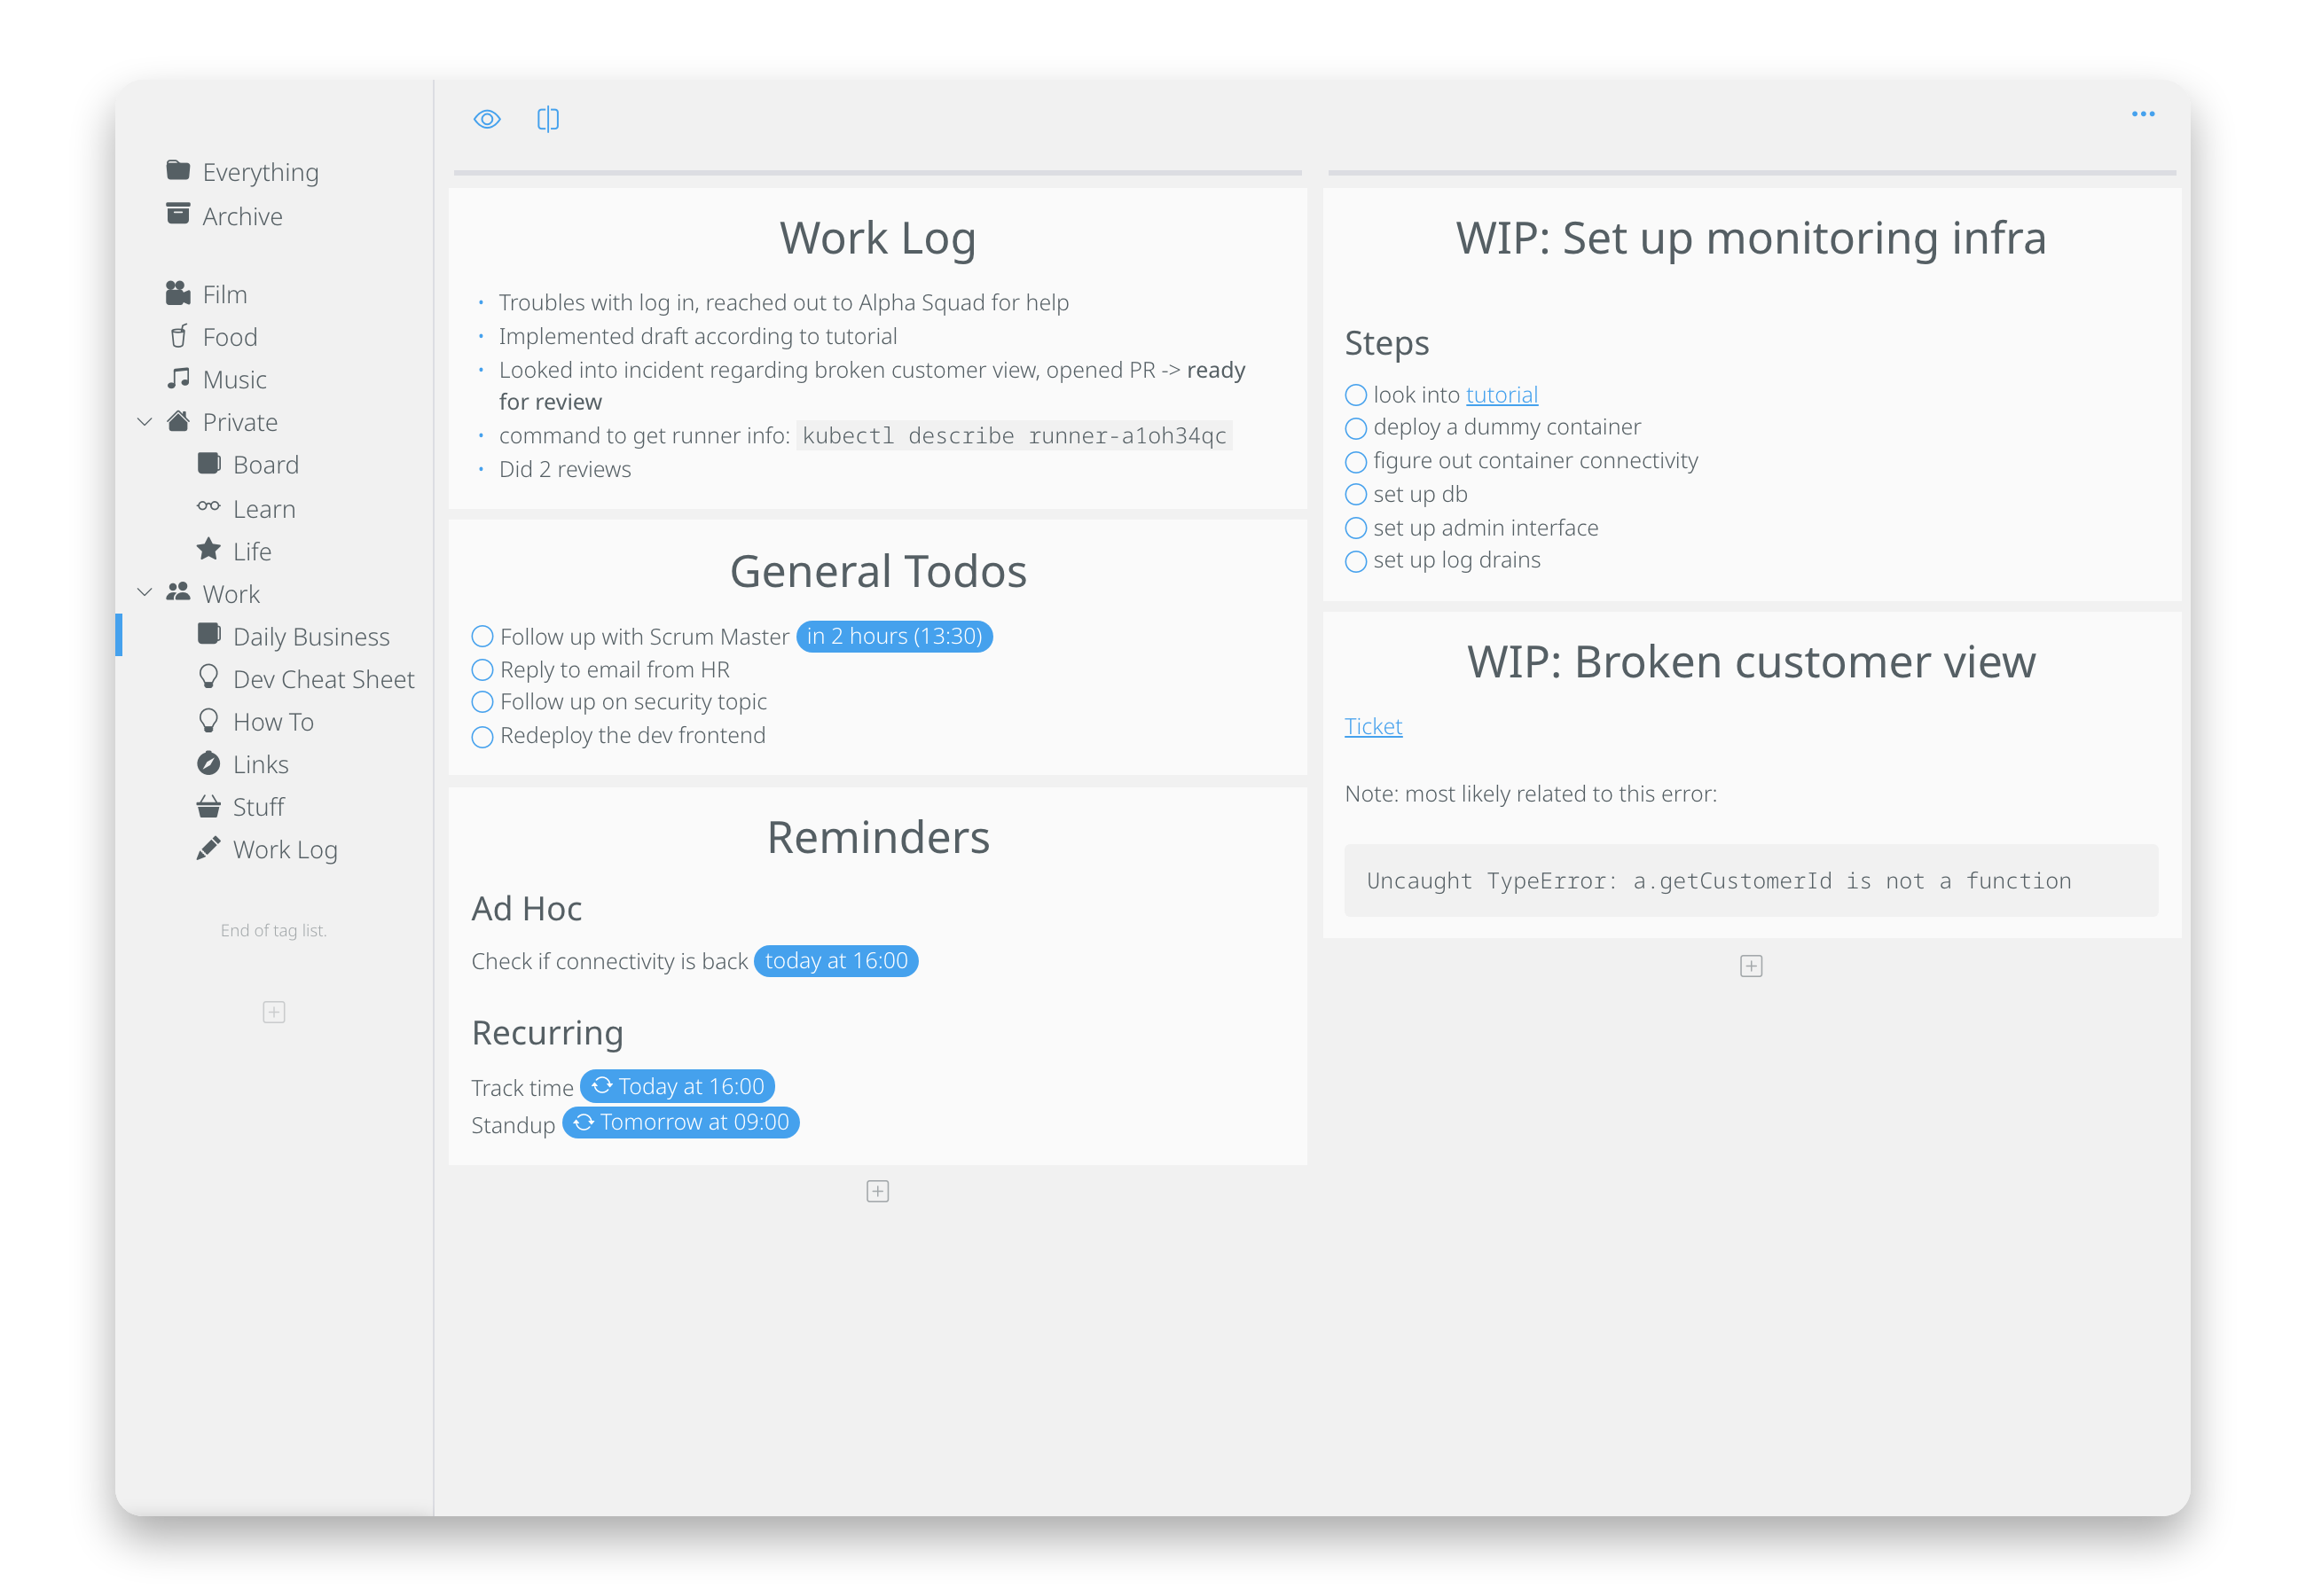 Everything
Archive
Film
Food
Music
Private
Board
Learn
Life
Work
Daily Business
Dev Cheat Sheet
How To
Links
Stuff
Work Log
End of tag list.
Work Log
Troubles with log in, reached out to Alpha Squad for help
Implemented draft according to tutorial
Looked into incident regarding broken customer view, opened PR -> ready
for review
command to get runner info: kubectl describe runner-a1oh34qc
Did 2 reviews
General Todos
Follow up with Scrum Master in 2 hours (13:30)
Reply to email from HR
Follow up on security topic
Redeploy the dev frontend
Reminders
Ad Hoc
Check if connectivity is back today at 16:00
Recurring
Track time Today at 16:00
Standup Tomorrow at 09:00
WIP: Set up monitoring infra
Steps
look into tutorial
deploy a dummy container
figure out container connectivity
set up db
set up admin interface
set up log drains
WIP: Broken customer view
Ticket
Note: most likely related to this error:
Uncaught TypeError: a.getCustomerId is not a function